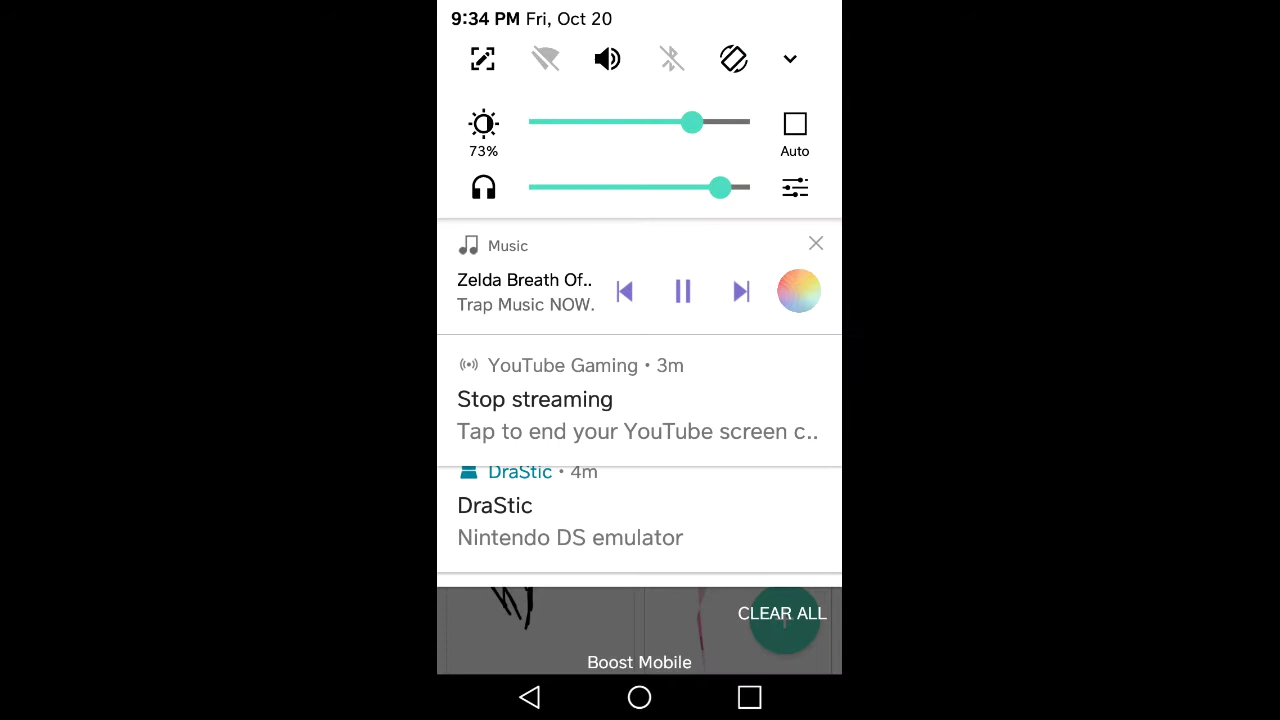 9:34 PM Fri, Oct 20
73%
Auto
Music
Zelda Breath Of..
Trap Music NOW.
YouTube Gaming • 3m
Stop streaming
Tap to end your YouTube screen c..
DraStic • 4m
DraStic
Nintendo DS emulator
CLEAR ALL
Boost Mobile